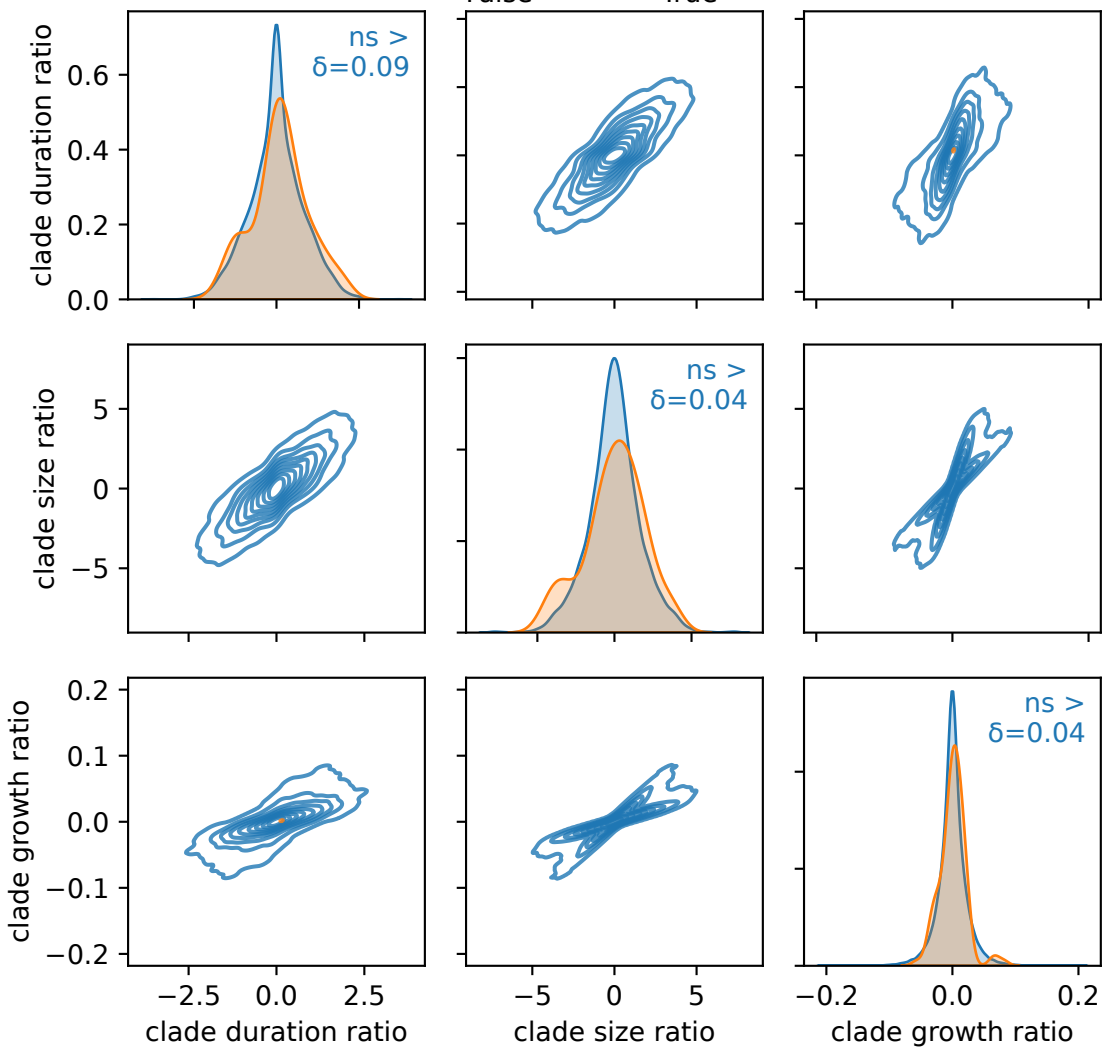 False True
clade duration ratio
0.6
0.4
0.2
0.0
ns >
δ=0.09
clade size ratio
5
0
−5
ns >
δ=0.04
clade growth ratio
0.2
0.1
0.0
−0.1
−0.2
ns >
δ=0.04
−2.5 0.0 2.5
clade duration ratio
−5 0 5
clade size ratio
−0.2 0.0 0.2
clade growth ratio